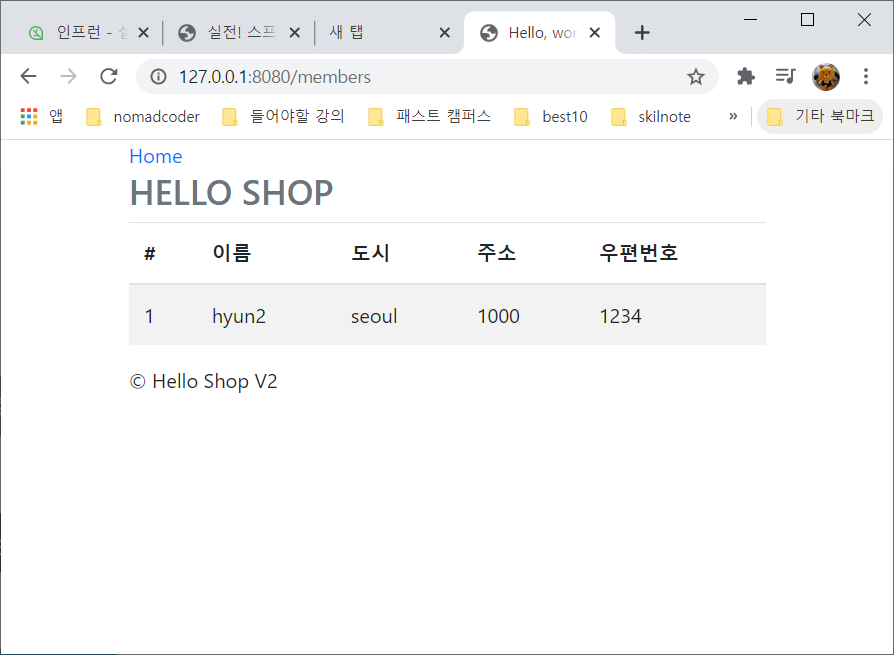 인프런 - 실
실전! 스프
새 탭
Hello, wor
127.0.0.1:8080/members
앱
nomadcoder
들어야할 강의
패스트 캠퍼스
best10
skilnote
»
기타 북마크
Home
HELLO SHOP
# 이름 도시 주소 우편번호
1 hyun2 seoul 1000 1234
© Hello Shop V2